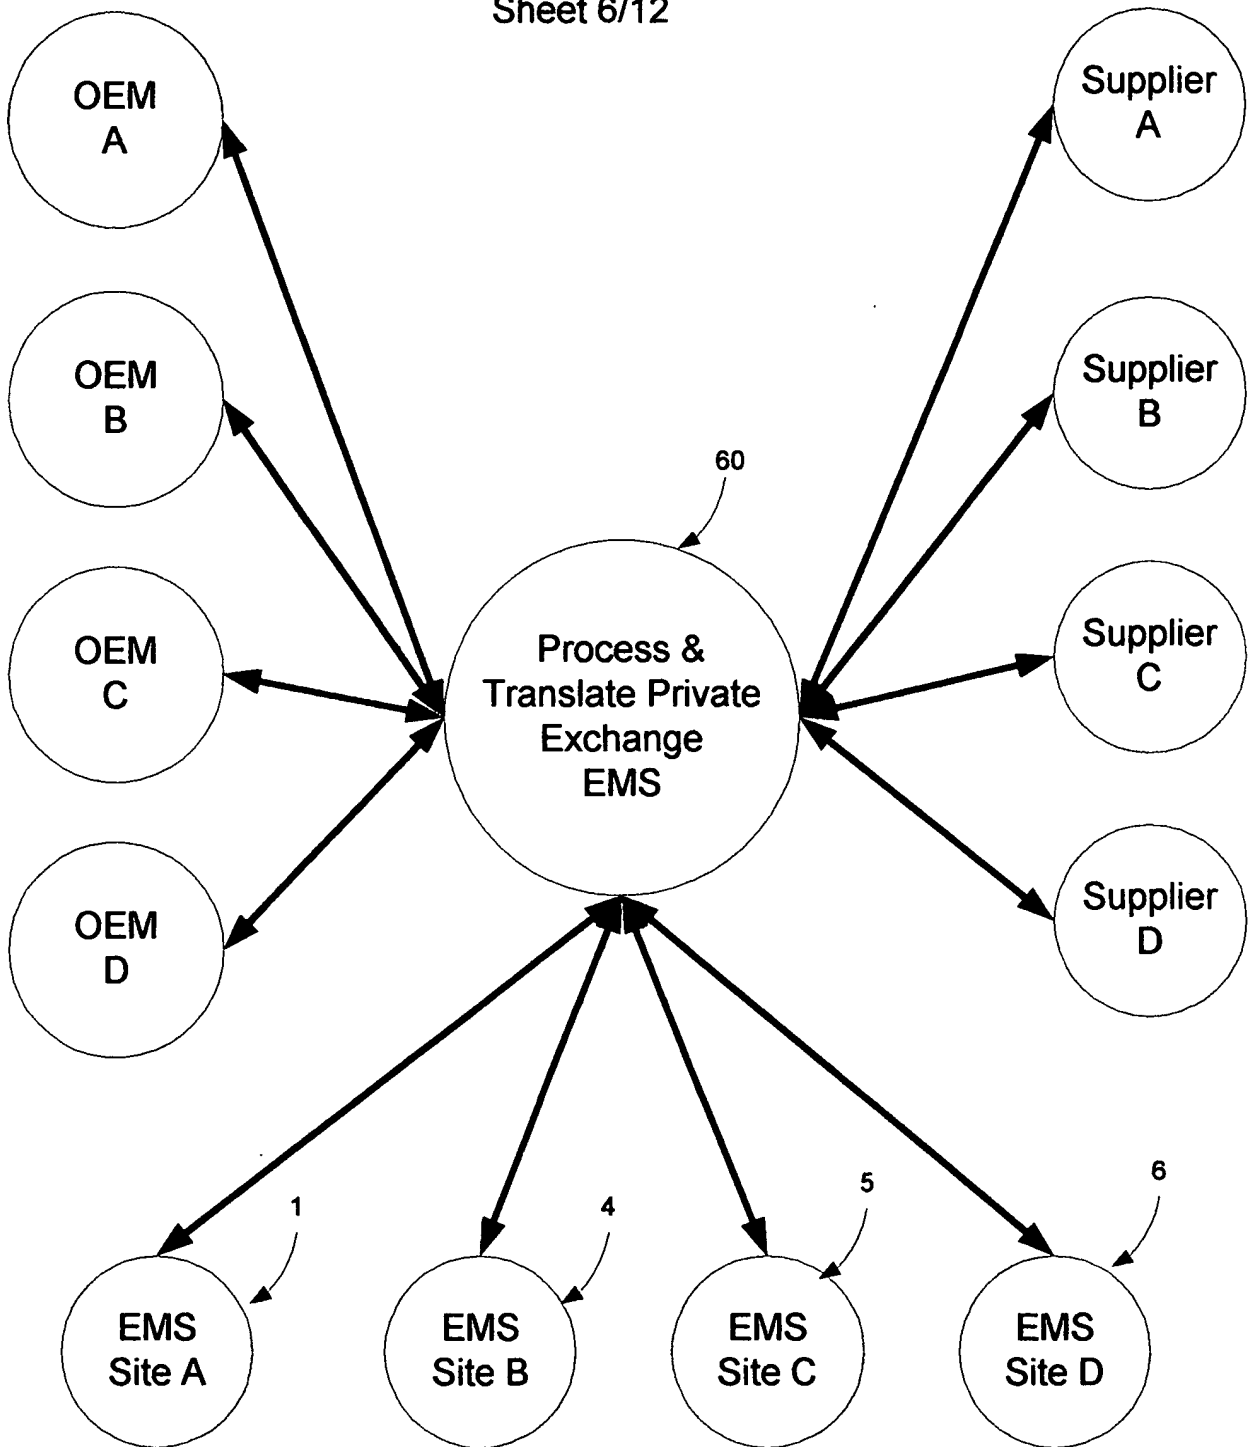 Sheet 6/12
OEM
A
Supplier
A
OEM
B
Supplier
B
60
OEM
C
Process &
Translate Private
Exchange
EMS
Supplier
C
OEM
D
Supplier
D
1
4
5
6
EMS
Site A
EMS
Site B
EMS
Site C
EMS
Site D